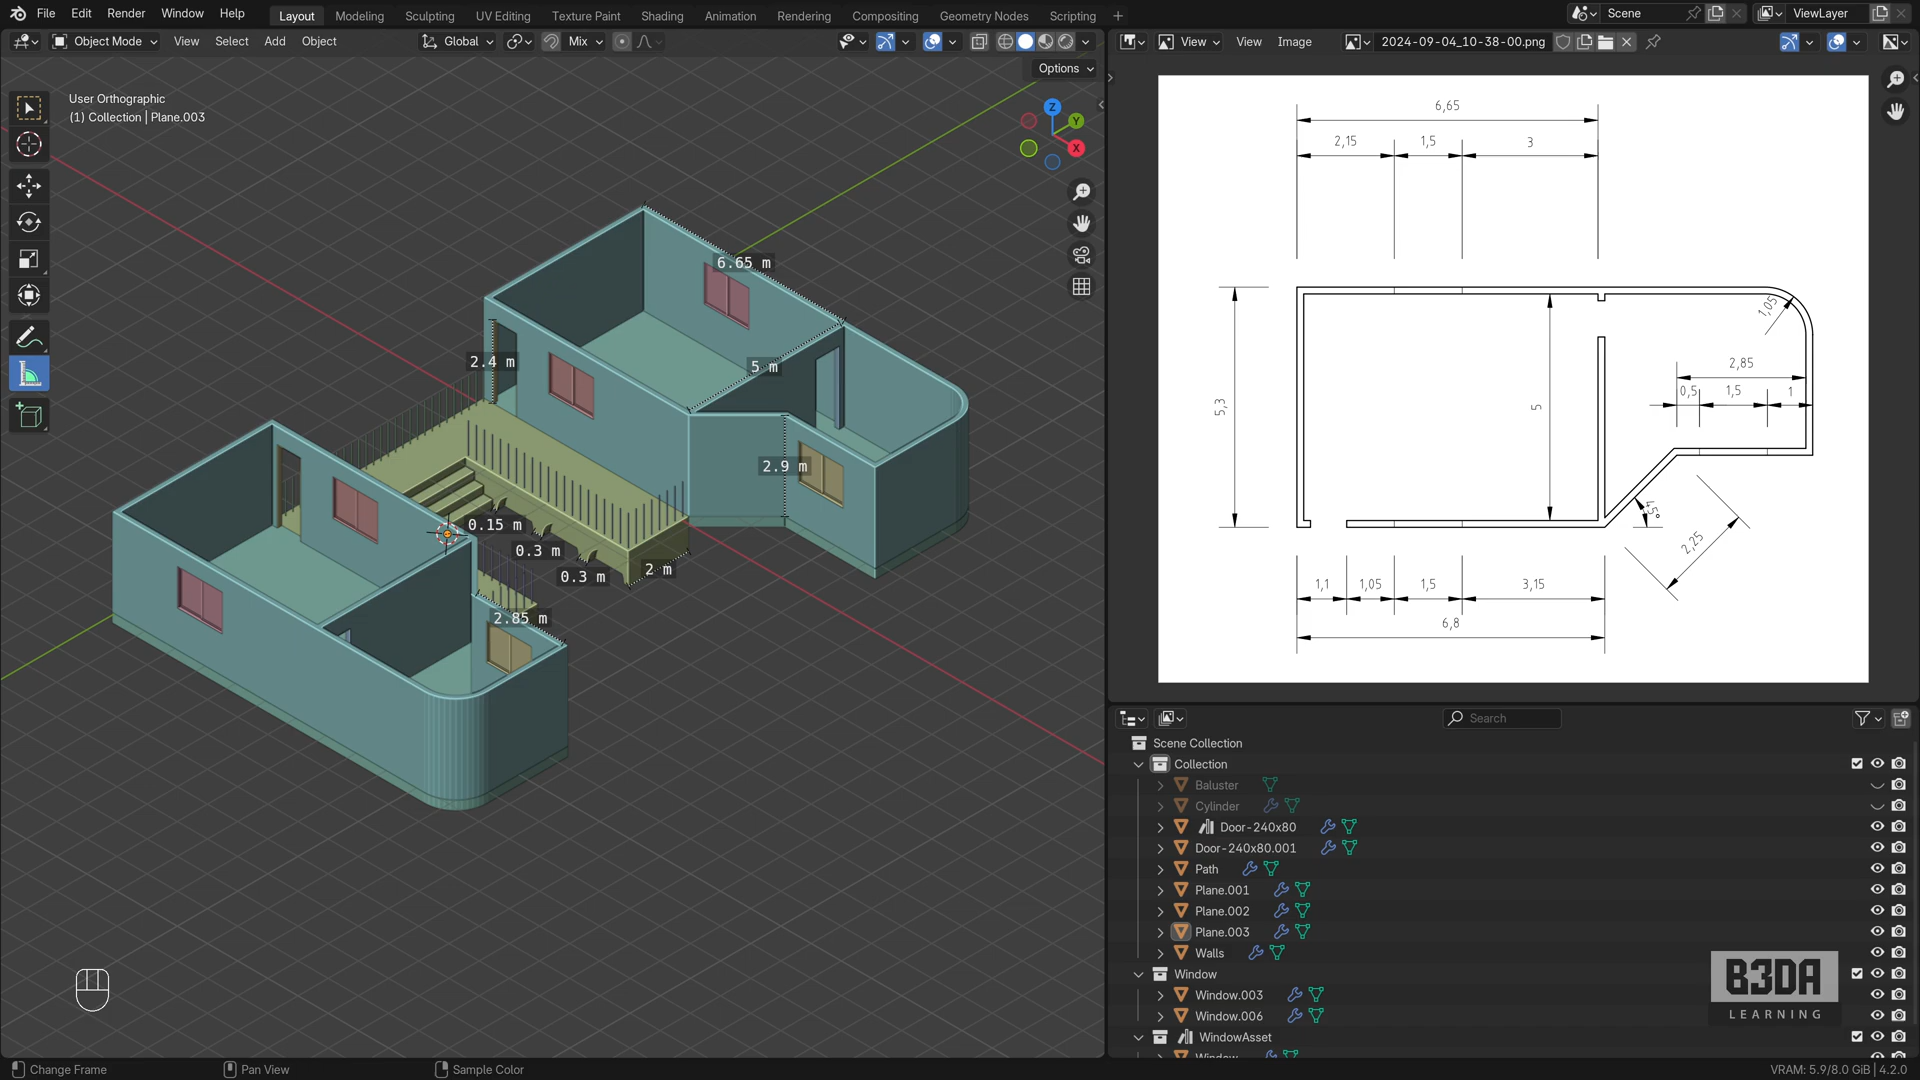 File Edit Render Window Help Layout Modeling Sculpting UV Editing Texture Paint Shading Animation Rendering Compositing Geometry Nodes Scripting + Scene ViewLayer
Object Mode View Select Add Object Global Mix View View Image 2024-09-04_10-38-00.png
Options
User Orthographic
(1) Collection | Plane.003
Z
Y
X
6.65 m
2.4 m
5 m
2.9 m
0.15 m
0.3 m
0.3 m
2 m
2.85 m
6,65
2,15 1,5 3
1,05
2,85
0,5 1,5 1
5,3
5
45°
2,25
1,1 1,05 1,5 3,15
6,8
Search
Scene Collection
Collection
Baluster
Cylinder
Door-240x80
Door-240x80.001
Path
Plane.001
Plane.002
Plane.003
Walls
Window
Window.003
Window.006
WindowAsset
Window
B3DA
LEARNING
Change Frame Pan View Sample Color VRAM: 5.9/8.0 GiB | 4.2.0